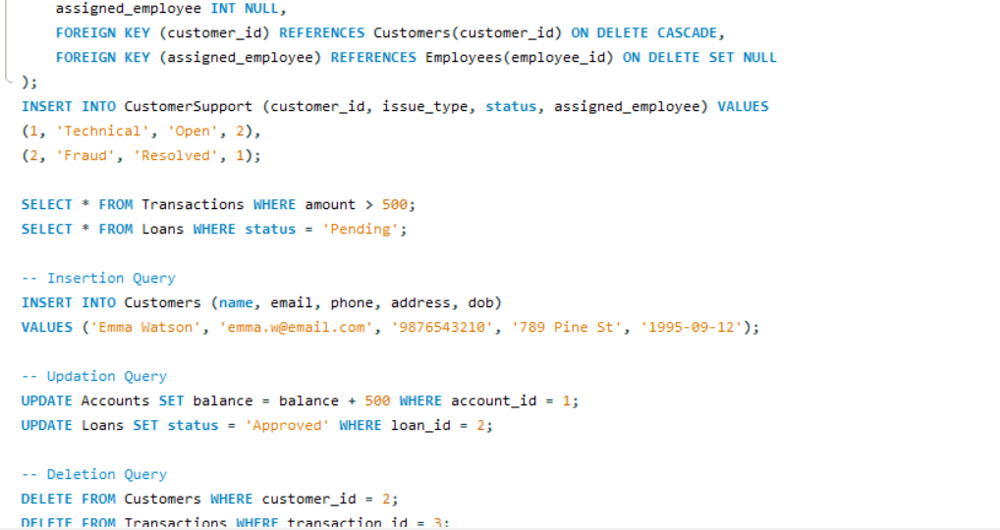 assigned_employee INT NULL,
FOREIGN KEY (customer_id) REFERENCES Customers(customer_id) ON DELETE CASCADE,
FOREIGN KEY (assigned_employee) REFERENCES Employees(employee_id) ON DELETE SET NULL
);
INSERT INTO CustomerSupport (customer_id, issue_type, status, assigned_employee) VALUES
(1, 'Technical', 'Open', 2),
(2, 'Fraud', 'Resolved', 1);
SELECT * FROM Transactions WHERE amount > 500;
SELECT * FROM Loans WHERE status = 'Pending';
-- Insertion Query
INSERT INTO Customers (name, email, phone, address, dob)
VALUES ('Emma Watson', 'emma.w@email.com', '9876543210', '789 Pine St', '1995-09-12');
-- Updation Query
UPDATE Accounts SET balance = balance + 500 WHERE account_id = 1;
UPDATE Loans SET status = 'Approved' WHERE loan_id = 2;
-- Deletion Query
DELETE FROM Customers WHERE customer_id = 2;
DELETE FROM Transactions WHERE transaction_id = 3;